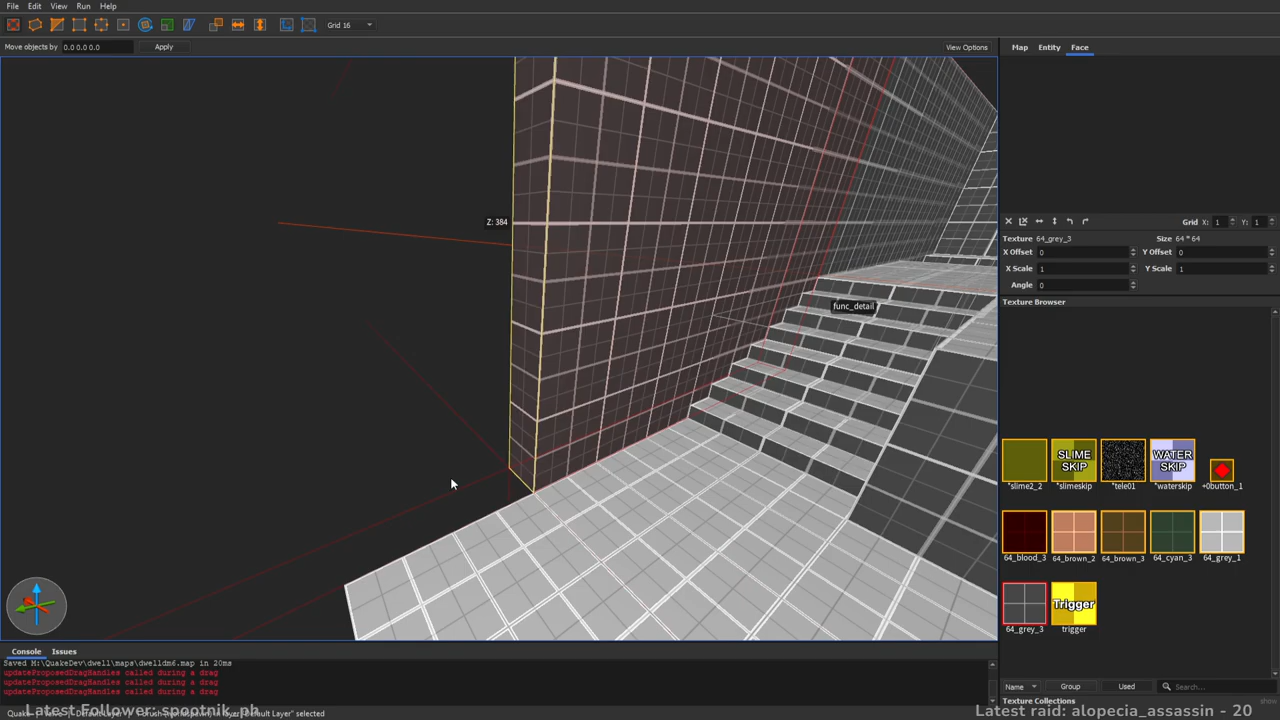 File Edit View Run Help
Grid 16
Move objects by 0.0 0.0 0.0 Apply View Options
Map Entity Face
Z: 384
func_detail
Grid X: 1 Y: 1
Texture 64_grey_3 Size 64 * 64
X Offset 0 Y Offset 0
X Scale 1 Y Scale 1
Angle 0
Texture Browser
SLIME SKIP
WATER SKIP
*slime2_2 *slimeskip *tele01 *waterskip +0button_1
64_blood_3 64_brown_2 64_brown_3 64_cyan_3 64_grey_1
Trigger
64_grey_3 trigger
Console Issues
Saved M:\QuakeDev\dwell\maps\dwelldm6.map in 20ms
updateProposedDragHandles called during a drag
updateProposedDragHandles called during a drag
updateProposedDragHandles called during a drag
Name Group Used Search...
Texture Collections show
Latest Follower: spotnik_ph
Latest raid: alopecia_assassin - 20
selected